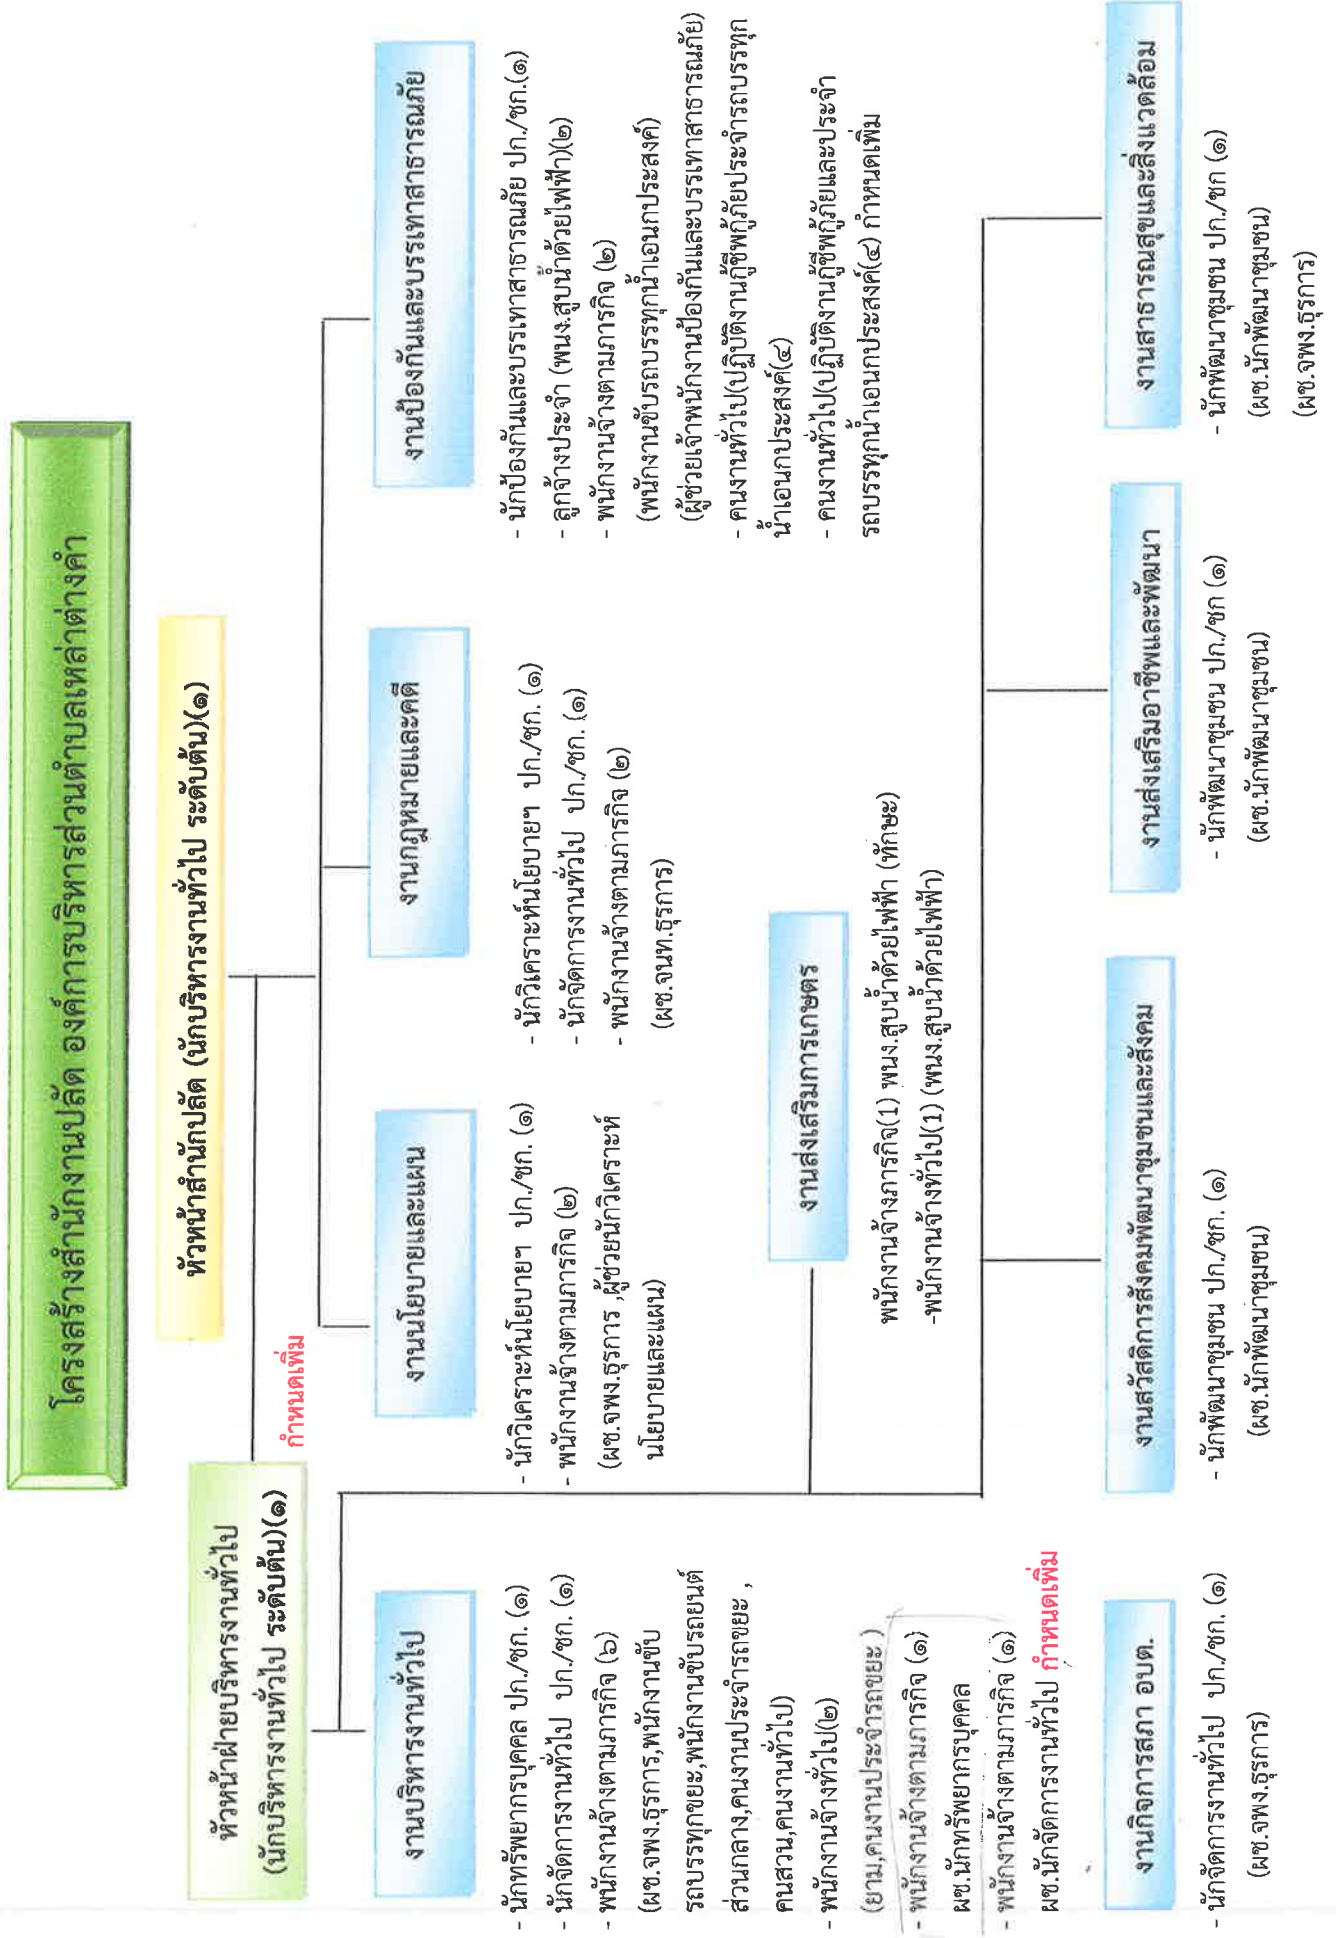 โครงสร้างสำนักงานปลัด องค์การบริหารส่วนตำบลเหล่าต่างคำ
หัวหน้าสำนักปลัด (นักบริหารงานทั่วไป ระดับต้น)(๑)
หัวหน้าฝ่ายบริหารงานทั่วไป
(นักบริหารงานทั่วไป ระดับต้น)(๑)
กำหนดเพิ่ม
งานบริหารงานทั่วไป
- นักทรัพยากรบุคคล ปก./ชก. (๑)
- นักจัดการงานทั่วไป ปก./ชก. (๑)
- พนักงานจ้างตามภารกิจ (๖)
(ผช.จพง.ธุรการ,พนักงานขับ
รถบรรทุกขยะ,พนักงานขับรถยนต์
ส่วนกลาง,คนงานประจำรถขยะ ,
คนสวน,คนงานทั่วไป)
- พนักงานจ้างทั่วไป(๒)
(ยาม,คนงานประจำรถขยะ )
- พนักงานจ้างตามภารกิจ (๑)
ผช.นักทรัพยากรบุคคล
- พนักงานจ้างตามภารกิจ (๑)
ผช.นักจัดการงานทั่วไป กำหนดเพิ่ม
งานนโยบายและแผน
- นักวิเคราะห์นโยบายฯ ปก./ชก. (๑)
- พนักงานจ้างตามภารกิจ (๒)
(ผช.จพง.ธุรการ ,ผู้ช่วยนักวิเคราะห์
นโยบายและแผน)
งานกฎหมายและคดี
- นักวิเคราะห์นโยบายฯ ปก./ชก. (๑)
- นักจัดการงานทั่วไป ปก./ชก. (๑)
- พนักงานจ้างตามภารกิจ (๒)
(ผช.จนท.ธุรการ)
งานป้องกันและบรรเทาสาธารณภัย
- นักป้องกันและบรรเทาสาธารณภัย ปก./ชก.(๑)
- ลูกจ้างประจำ (พนง.สูบน้ำด้วยไฟฟ้า)(๒)
- พนักงานจ้างตามภารกิจ (๒)
(พนักงานขับรถบรรทุกน้ำเอนกประสงค์)
(ผู้ช่วยเจ้าพนักงานป้องกันและบรรเทาสาธารณภัย)
- คนงานทั่วไป(ปฏิบัติงานกู้ชีพกู้ภัยประจำรถบรรทุก
น้ำเอนกประสงค์(๔)
- คนงานทั่วไป(ปฏิบัติงานกู้ชีพกู้ภัยและประจำ
รถบรรทุกน้ำเอนกประสงค์(๔) กำหนดเพิ่ม
งานส่งเสริมการเกษตร
พนักงานจ้างภารกิจ(1) พนง.สูบน้ำด้วยไฟฟ้า (ทักษะ)
-พนักงานจ้างทั่วไป(1) (พนง.สูบน้ำด้วยไฟฟ้า)
งานกิจการสภา อบต.
- นักจัดการงานทั่วไป ปก./ชก. (๑)
(ผช.จพง.ธุรการ)
งานสวัสดิการสังคมพัฒนาชุมชนและสังคม
- นักพัฒนาชุมชน ปก./ชก. (๑)
(ผช.นักพัฒนาชุมชน)
งานส่งเสริมอาชีพและพัฒนา
- นักพัฒนาชุมชน ปก./ชก (๑)
(ผช.นักพัฒนาชุมชน)
งานสาธารณสุขและสิ่งแวดล้อม
- นักพัฒนาชุมชน ปก./ชก (๑)
(ผช.นักพัฒนาชุมชน)
(ผช.จพง.ธุรการ)